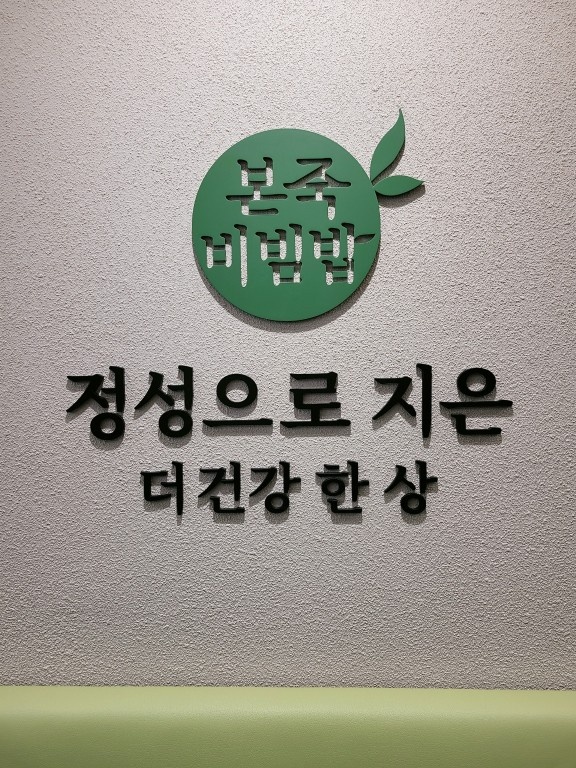 본죽
비빔밥
정성으로 지은
더 건강 한 상